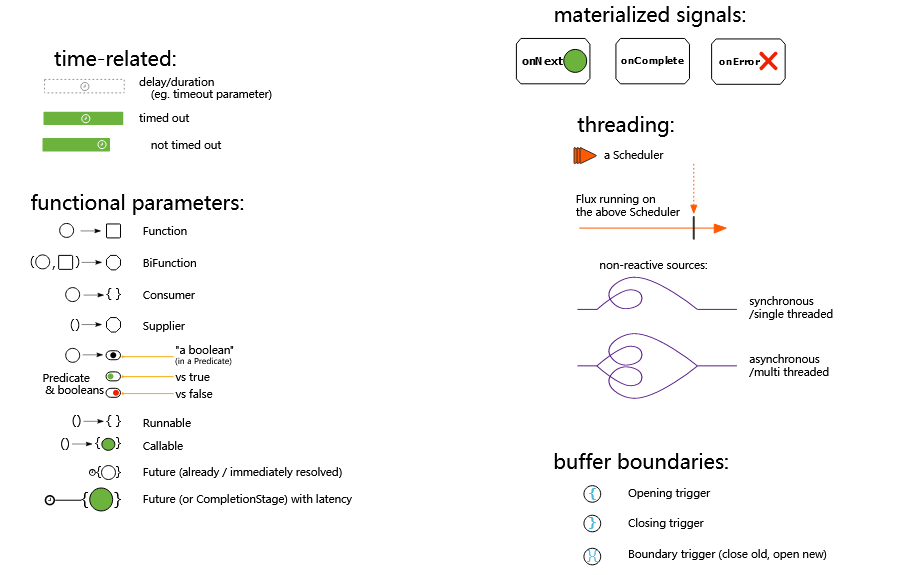 time-related:
delay/duration
(eg. timeout parameter)
timed out
not timed out
functional parameters:
Function
( , ) BiFunction
{ } Consumer
() Supplier
"a boolean"
(in a Predicate)
Predicate
& booleans
vs true
vs false
() { } Runnable
() { } Callable
{ } Future (already / immediately resolved)
{ } Future (or CompletionStage) with latency
materialized signals:
onNext
onComplete
onError
threading:
a Scheduler
Flux running on
the above Scheduler
non-reactive sources:
synchronous
/single threaded
asynchronous
/multi threaded
buffer boundaries:
{ Opening trigger
} Closing trigger
}{ Boundary trigger (close old, open new)